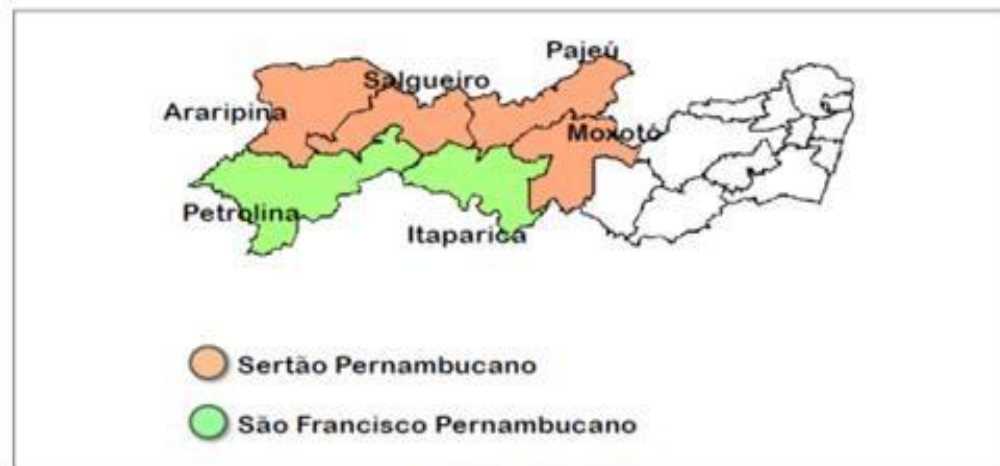 Pajeú
Salgueiro
Araripina
Moxotó
Petrolina
Itaparica
Sertão Pernambucano
São Francisco Pernambucano